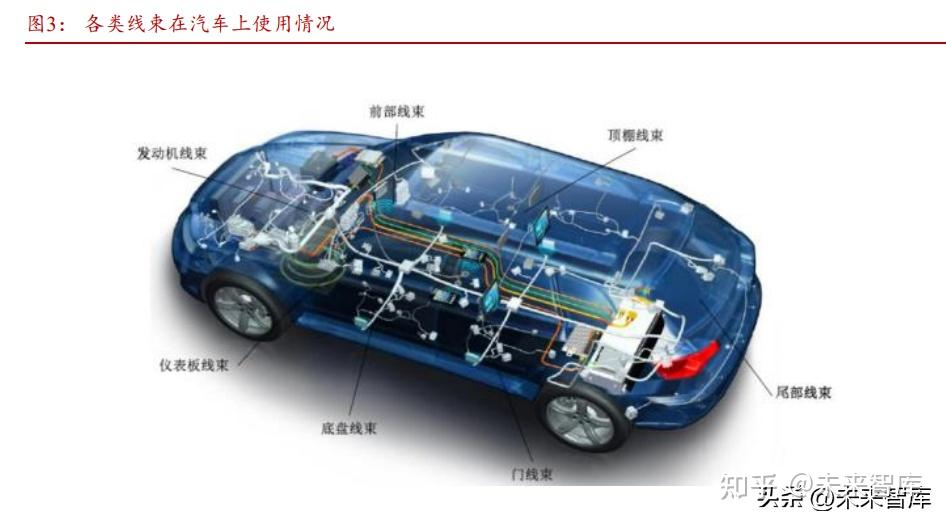 图3： 各类线束在汽车上使用情况
前部线束
顶棚线束
发动机线束
仪表板线束
尾部线束
底盘线束
门线束
知乎 @未来智库
头条 @未来智库